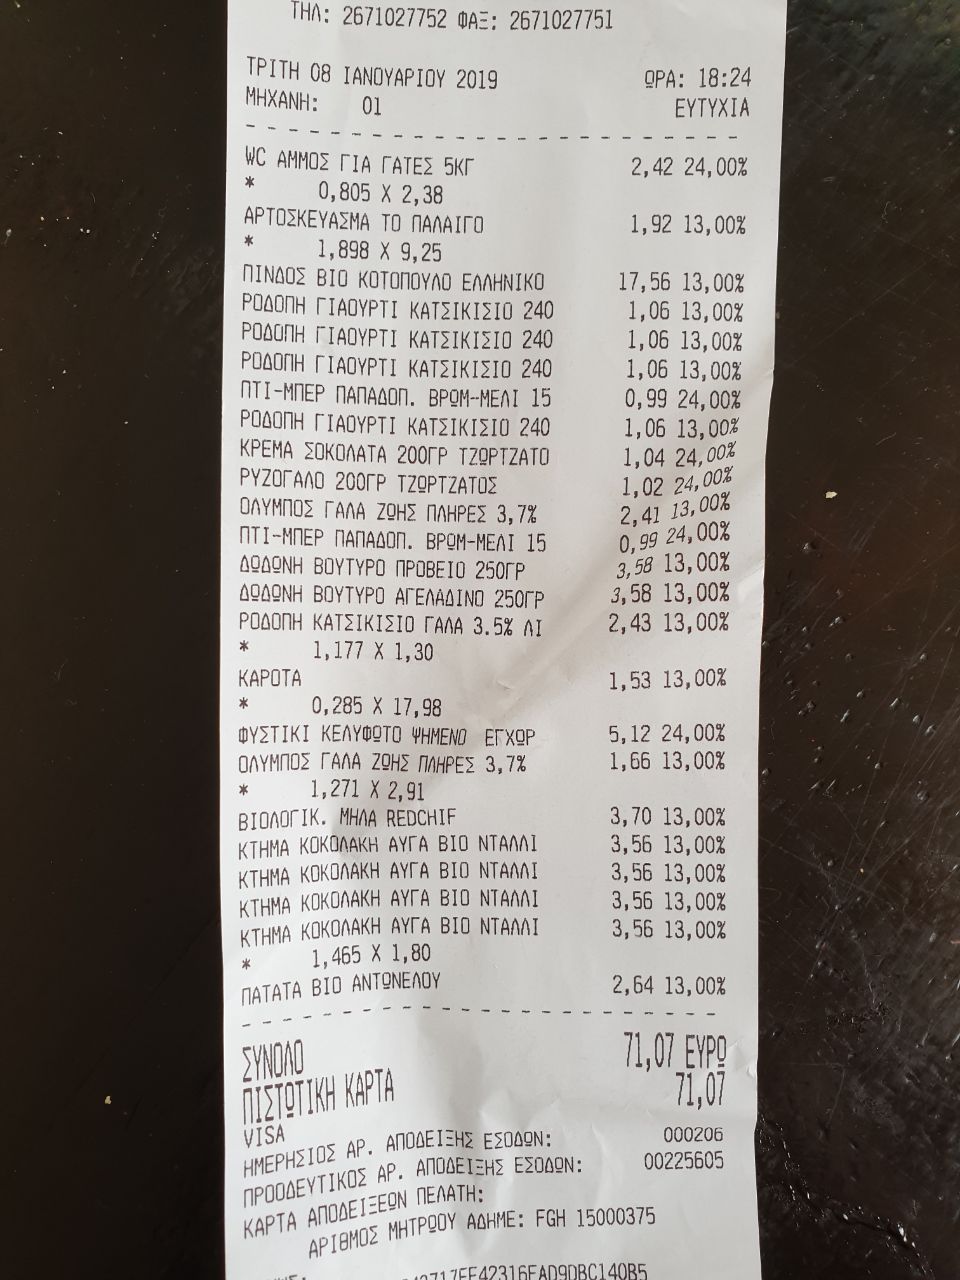 ΤΗΛ: 2671027752 ΦΑΞ: 2671027751
ΤΡΙΤΗ 08 ΙΑΝΟΥΑΡΙΟΥ 2019 ΩΡΑ: 18:24
ΜΗΧΑΝΗ: 01 ΕΥΤΥΧΙΑ
WC ΑΜΜΟΣ ΓΙΑ ΓΑΤΕΣ 5ΚΓ 2,42 24,00%
* 0,805 X 2,38
ΑΡΤΟΣΚΕΥΑΣΜΑ ΤΟ ΠΑΛΑΙΓΟ 1,92 13,00%
* 1,898 X 9,25
ΠΙΝΔΟΣ ΒΙΟ ΚΟΤΟΠΟΥΛΟ ΕΛΛΗΝΙΚΟ 17,56 13,00%
ΡΟΔΟΠΗ ΓΙΑΟΥΡΤΙ ΚΑΤΣΙΚΙΣΙΟ 240 1,06 13,00%
ΡΟΔΟΠΗ ΓΙΑΟΥΡΤΙ ΚΑΤΣΙΚΙΣΙΟ 240 1,06 13,00%
ΡΟΔΟΠΗ ΓΙΑΟΥΡΤΙ ΚΑΤΣΙΚΙΣΙΟ 240 1,06 13,00%
ΠΤΙ-ΜΠΕΡ ΠΑΠΑΔΟΠ. ΒΡΩΜ-ΜΕΛΙ 15 0,99 24,00%
ΡΟΔΟΠΗ ΓΙΑΟΥΡΤΙ ΚΑΤΣΙΚΙΣΙΟ 240 1,06 13,00%
ΚΡΕΜΑ ΣΟΚΟΛΑΤΑ 200ΓΡ ΤΖΩΡΤΖΑΤΟ 1,04 24,00%
ΡΥΖΟΓΑΛΟ 200ΓΡ ΤΖΩΡΤΖΑΤΟΣ 1,02 24,00%
ΟΛΥΜΠΟΣ ΓΑΛΑ ΖΩΗΣ ΠΛΗΡΕΣ 3,7% 2,41 13,00%
ΠΤΙ-ΜΠΕΡ ΠΑΠΑΔΟΠ. ΒΡΩΜ-ΜΕΛΙ 15 0,99 24,00%
ΔΩΔΩΝΗ ΒΟΥΤΥΡΟ ΠΡΟΒΕΙΟ 250ΓΡ 3,58 13,00%
ΔΩΔΩΝΗ ΒΟΥΤΥΡΟ ΑΓΕΛΑΔΙΝΟ 250ΓΡ 3,58 13,00%
ΡΟΔΟΠΗ ΚΑΤΣΙΚΙΣΙΟ ΓΑΛΑ 3.5% ΛΙ 2,43 13,00%
* 1,177 X 1,30
ΚΑΡΟΤΑ 1,53 13,00%
* 0,285 X 17,98
ΦΥΣΤΙΚΙ ΚΕΛΥΦΩΤΟ ΨΗΜΕΝΟ ΕΓΧΩΡ 5,12 24,00%
ΟΛΥΜΠΟΣ ΓΑΛΑ ΖΩΗΣ ΠΛΗΡΕΣ 3,7% 1,66 13,00%
* 1,271 X 2,91
ΒΙΟΛΟΓΙΚ. ΜΗΛΑ REDCHIF 3,70 13,00%
ΚΤΗΜΑ ΚΟΚΟΛΑΚΗ ΑΥΓΑ ΒΙΟ ΝΤΑΛΛΙ 3,56 13,00%
ΚΤΗΜΑ ΚΟΚΟΛΑΚΗ ΑΥΓΑ ΒΙΟ ΝΤΑΛΛΙ 3,56 13,00%
ΚΤΗΜΑ ΚΟΚΟΛΑΚΗ ΑΥΓΑ ΒΙΟ ΝΤΑΛΛΙ 3,56 13,00%
ΚΤΗΜΑ ΚΟΚΟΛΑΚΗ ΑΥΓΑ ΒΙΟ ΝΤΑΛΛΙ 3,56 13,00%
* 1,465 X 1,80
ΠΑΤΑΤΑ ΒΙΟ ΑΝΤΩΝΕΛΟΥ 2,64 13,00%
ΣΥΝΟΛΟ 71,07 ΕΥΡΩ
ΠΙΣΤΩΤΙΚΗ ΚΑΡΤΑ 71,07
VISA
ΗΜΕΡΗΣΙΟΣ ΑΡ. ΑΠΟΔΕΙΞΗΣ ΕΣΟΔΩΝ: 000206
ΠΡΟΟΔΕΥΤΙΚΟΣ ΑΡ. ΑΠΟΔΕΙΞΗΣ ΕΣΟΔΩΝ: 00225605
ΚΑΡΤΑ ΑΠΟΔΕΙΞΕΩΝ ΠΕΛΑΤΗ:
ΑΡΙΘΜΟΣ ΜΗΤΡΩΟΥ ΑΔΗΜΕ: FGH 15000375